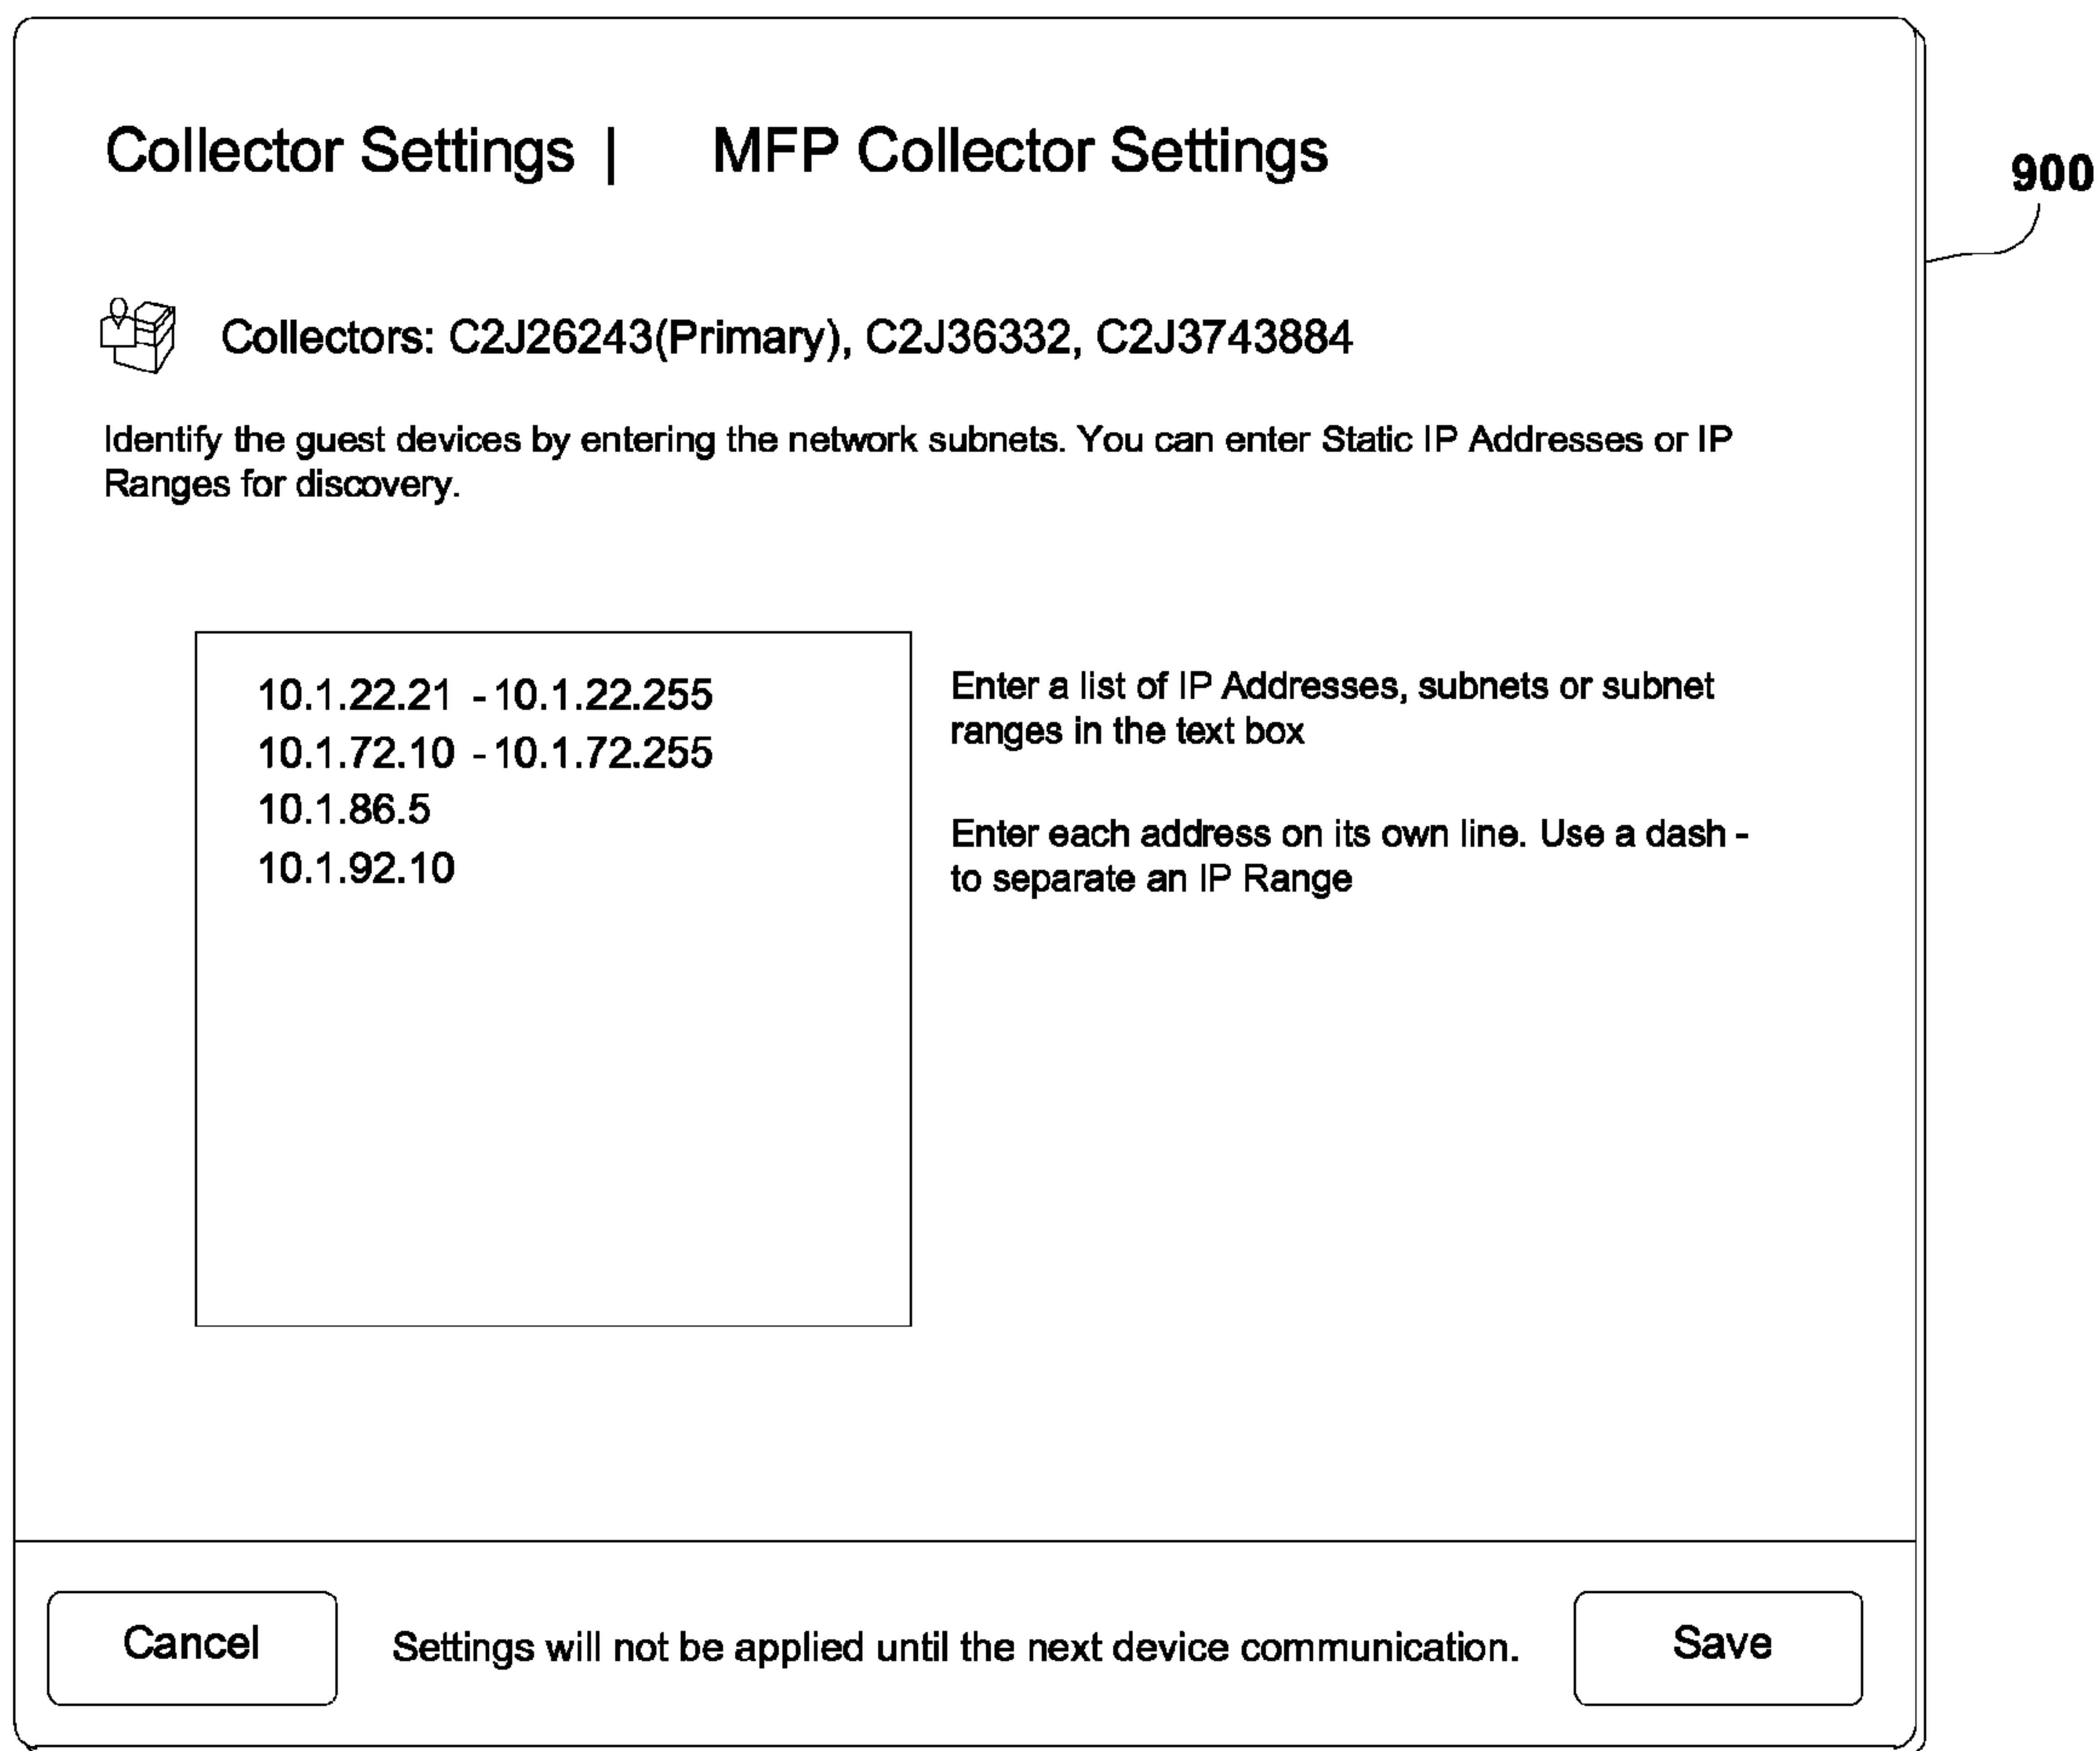 Collector Settings | MFP Collector Settings
900
Collectors: C2J26243(Primary), C2J36332, C2J3743884
Identify the guest devices by entering the network subnets. You can enter Static IP Addresses or IP
Ranges for discovery.
10.1.22.21 - 10.1.22.255
10.1.72.10 - 10.1.72.255
10.1.86.5
10.1.92.10
Enter a list of IP Addresses, subnets or subnet
ranges in the text box
Enter each address on its own line. Use a dash -
to separate an IP Range
Cancel
Settings will not be applied until the next device communication.
Save